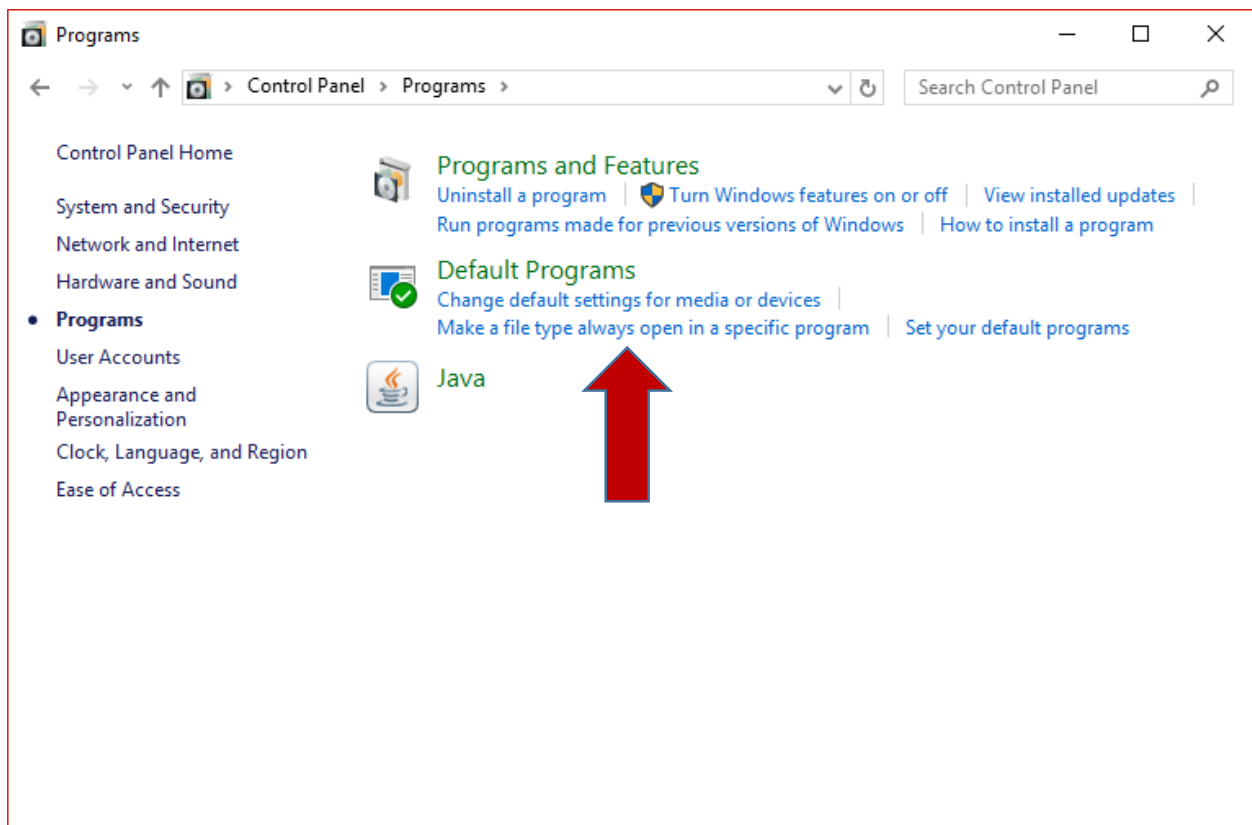 Programs
Control Panel > Programs >
Search Control Panel
Control Panel Home
System and Security
Network and Internet
Hardware and Sound
Programs
User Accounts
Appearance and
Personalization
Clock, Language, and Region
Ease of Access
Programs and Features
Uninstall a program | Turn Windows features on or off | View installed updates |
Run programs made for previous versions of Windows | How to install a program
Default Programs
Change default settings for media or devices |
Make a file type always open in a specific program | Set your default programs
Java